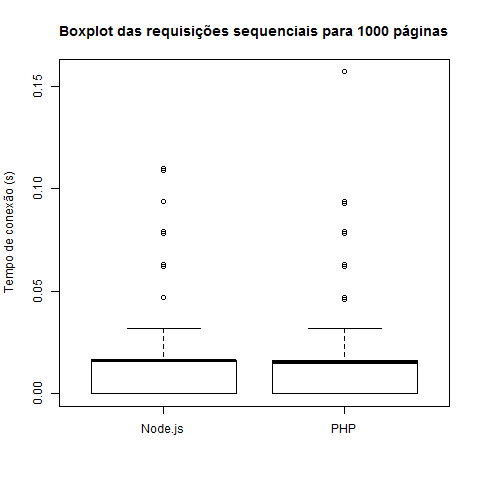 Boxplot das requisições sequenciais para 1000 páginas
Tempo de conexão (s)
0.15
0.10
0.05
0.00
Node.js
PHP